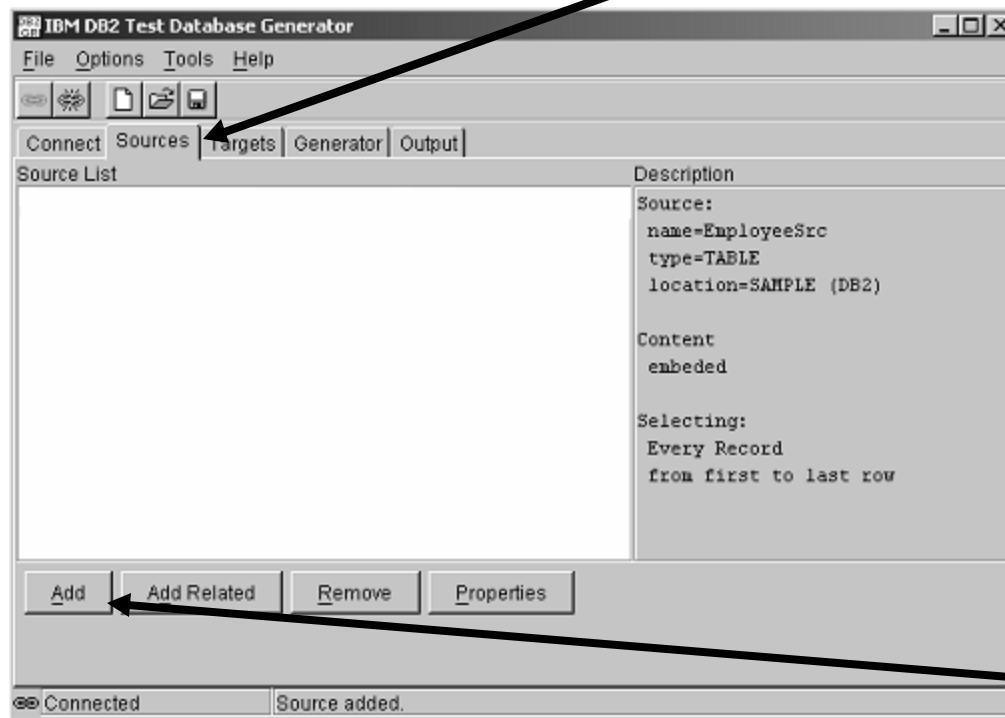 IBM DB2 Test Database Generator
File Options Tools Help
Connect Sources Targets Generator Output
Source List Description
Source:
name=EmployeeSrc
type=TABLE
location=SAMPLE (DB2)
Content
embeded
Selecting:
Every Record
from first to last row
Add Add Related Remove Properties
Connected Source added.